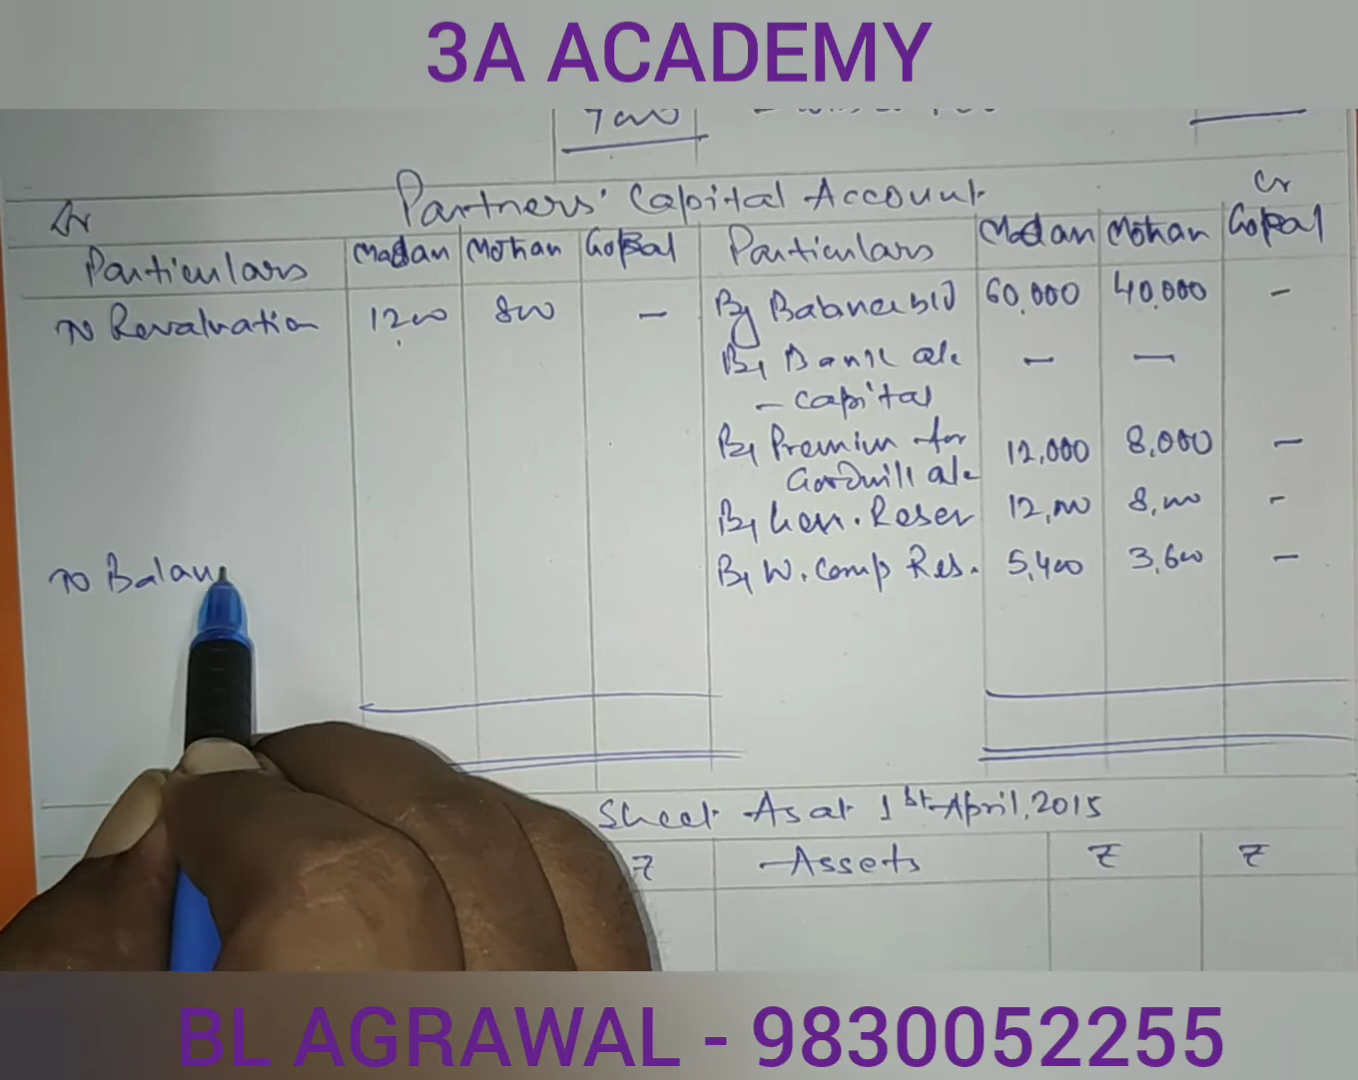 3A ACADEMY
Partners' Capital Account
Dr
Cr
Particulars Madan Mohan Gopal Particulars Madan Mohan Gopal
To Revaluation 1200 800 - By Balance b/d 60,000 40,000 -
By Bank a/c - -
- Capital
By Premium for 12,000 8,000 -
Goodwill a/c
By Gen. Reser 12,000 8,000 -
To Balan By W. Comp Res. 5,400 3,600 -
Sheet As at 1st April, 2015
₹ Assets ₹ ₹
BL AGRAWAL - 9830052255